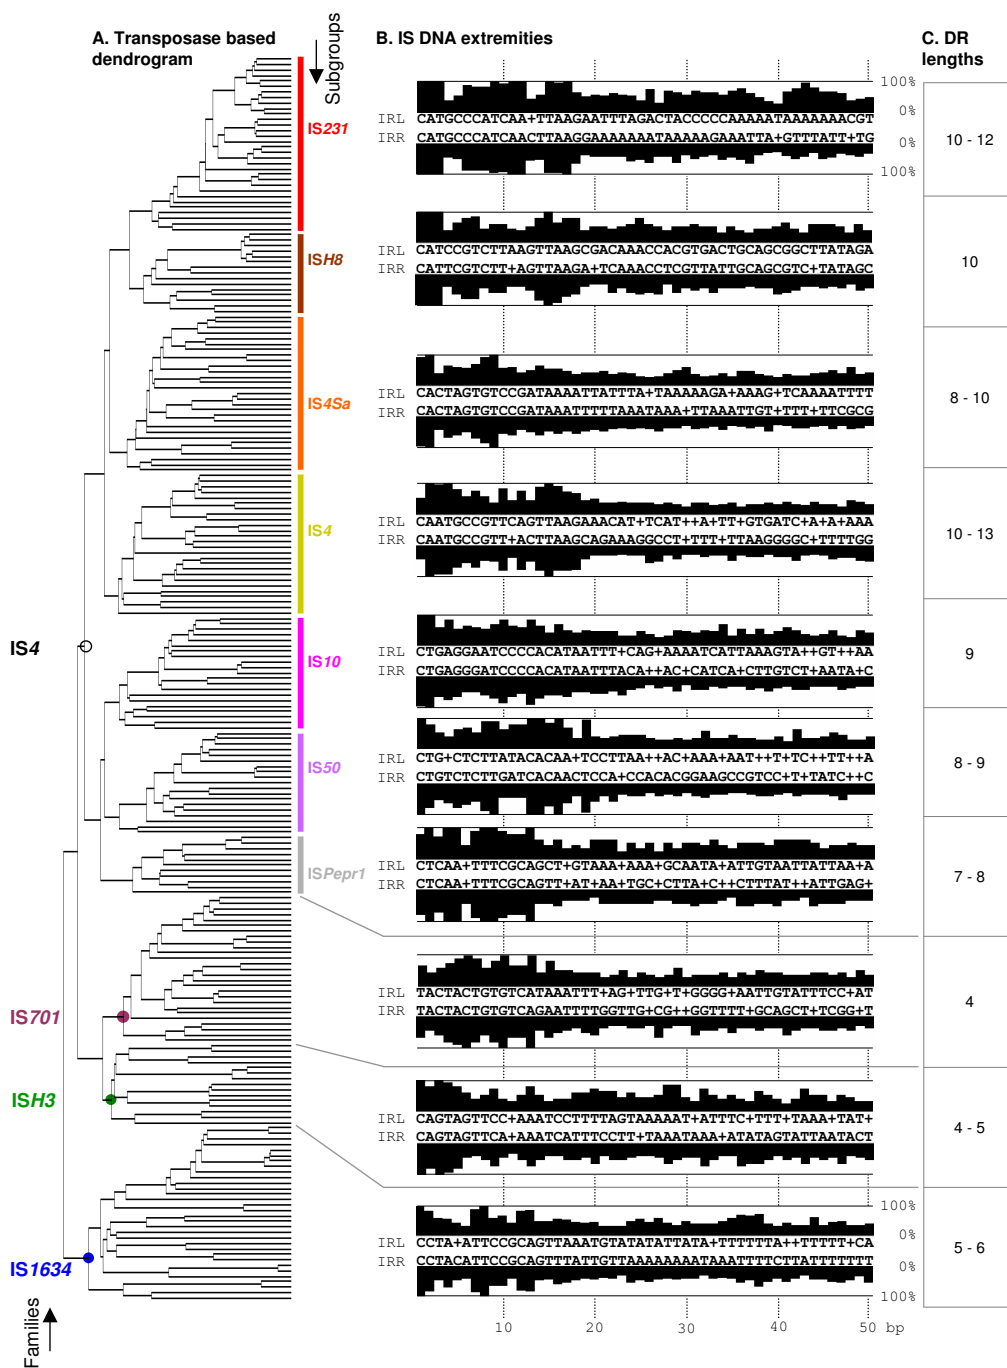 A. Transposase based
dendrogram
Subgroups
B. IS DNA extremities
C. DR
lengths
IS231
100%
0%
IRL CATGCCCATCAA+TTAAGAATTTAGACTACCCCCAAAAATAAAAAAACGT
IRR CATGCCCATCAACTTAAGGAAAAAAATAAAAAGAAATTA+GTTTATT+TG
0%
100%
10 - 12
ISH8
IRL CATCCGTCTTAAGTTAAGCGACAAACCACGTGACTGCAGCGGCTTATAGA
IRR CATTCGTCTT+AGTTAAGA+TCAAACCTCGTTATTGCAGCGTC+TATAGC
10
IS4Sa
IRL CACTAGTGTCCGATAAAATTATTTA+TAAAAAGA+AAAG+TCAAAATTTT
IRR CACTAGTGTCCGATAAAATTTTTAAATAAA+TTAAATTGT+TTT+TTCGCG
8 - 10
IS4
IRL CAATGCCGTTCAGTTAAGAAACAT+TCAT++A+TT+GTGATC+A+A+AAA
IRR CAATGCCGTT+ACTTAAGCAGAAAGGCCT+TTT+TTAAGGGGC+TTTTGG
10 - 13
IS4
IS10
IRL CTGAGGAATCCCCACATAATTT+CAG+AAAATCATTAAAGTA++GT++AA
IRR CTGAGGGATCCCCACATAATTTACA++AC+CATCA+CTTGTCT+AATA+C
9
IS50
IRL CTG+CTCTTATACACAA+TCCTTAA++AC+AAA+AAT++T+TC++TT++A
IRR CTGTCTCTTGATCACAACTCCA+CCACACGGAAGCCGTCC+T+TATC++C
8 - 9
ISPepr1
IRL CTCAA+TTTCGCAGCT+GTAAA+AAA+GCAATA+ATTGTAATTATTAA+A
IRR CTCAA+TTTCGCAGTT+AT+AA+TGC+CTTA+C++CTTTAT++ATTGAG+
7 - 8
IS701
IRL TACTACTGTGTCATAAATTT+AG+TTG+T+GGGG+AATTGTATTTCC+AT
IRR TACTACTGTGTCAGAATTTTGGTTG+CG++GGTTTT+GCAGCT+TCGG+T
4
ISH3
IRL CAGTAGTTCC+AAATCCTTTTAGTAAAAAT+ATTTC+TTT+TAAA+TAT+
IRR CAGTAGTTCA+AAATCATTTCCTT+TAAATAAA+ATATAGTATTAATACT
4 - 5
IS1634
100%
0%
IRL CCTA+ATTCCGCAGTTAAATGTATATATTATA+TTTTTTA++TTTTT+CA
IRR CCTACATTCCGCAGTTTATTGTTAAAAAAAATAAATTTTCTTATTTTTTT
0%
100%
5 - 6
Families
10 20 30 40 50 bp